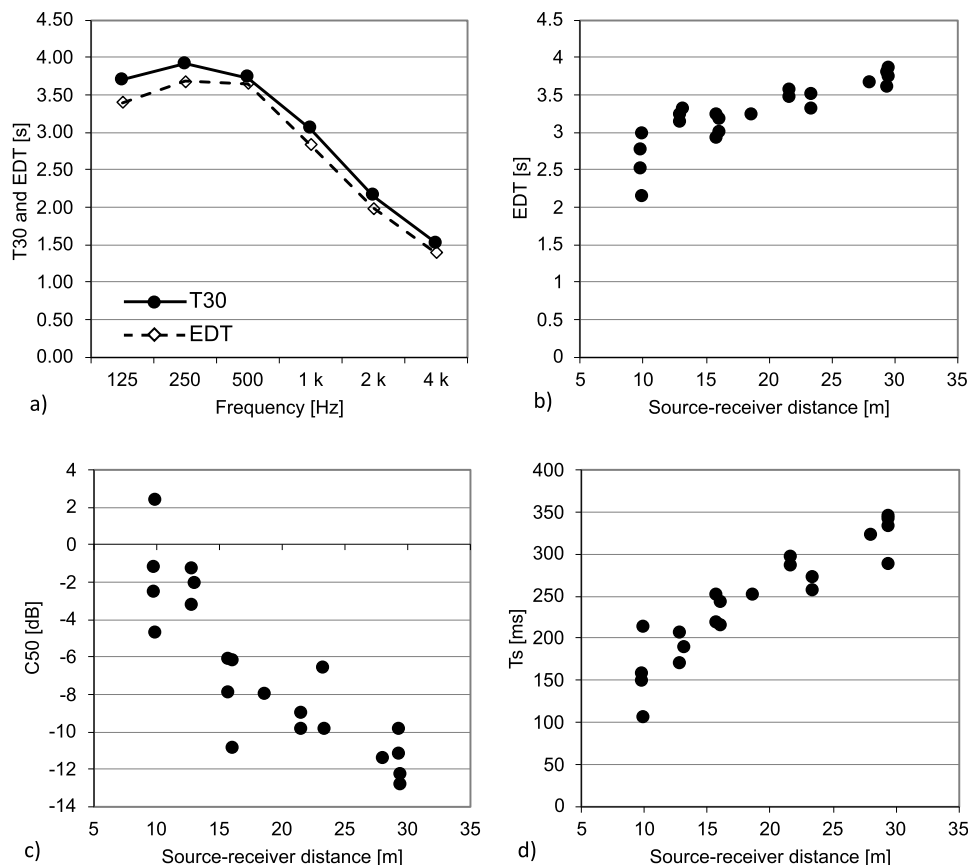 4.50
4.00
3.50
3.00
2.50
2.00
1.50
1.00
0.50
0.00
T30 and EDT [s]
T30
EDT
125 250 500 1 k 2 k 4 k
Frequency [Hz]
a)
4.5
4
3.5
3
2.5
2
1.5
1
0.5
0
EDT [s]
5 10 15 20 25 30 35
Source-receiver distance [m]
b)
4
2
0
-2
-4
-6
-8
-10
-12
-14
C50 [dB]
5 10 15 20 25 30 35
Source-receiver distance [m]
c)
400
350
300
250
200
150
100
50
0
Ts [ms]
5 10 15 20 25 30 35
Source-receiver distance [m]
d)